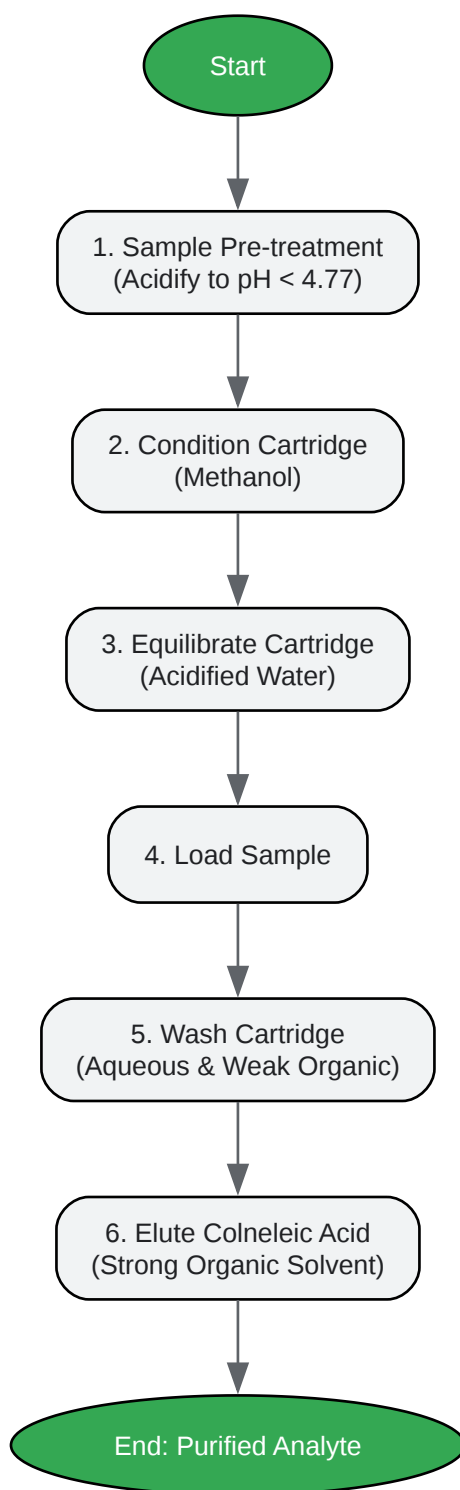 Start
1. Sample Pre-treatment
(Acidify to pH < 4.77)
2. Condition Cartridge
(Methanol)
3. Equilibrate Cartridge
(Acidified Water)
4. Load Sample
5. Wash Cartridge
(Aqueous & Weak Organic)
6. Elute Colneleic Acid
(Strong Organic Solvent)
End: Purified Analyte